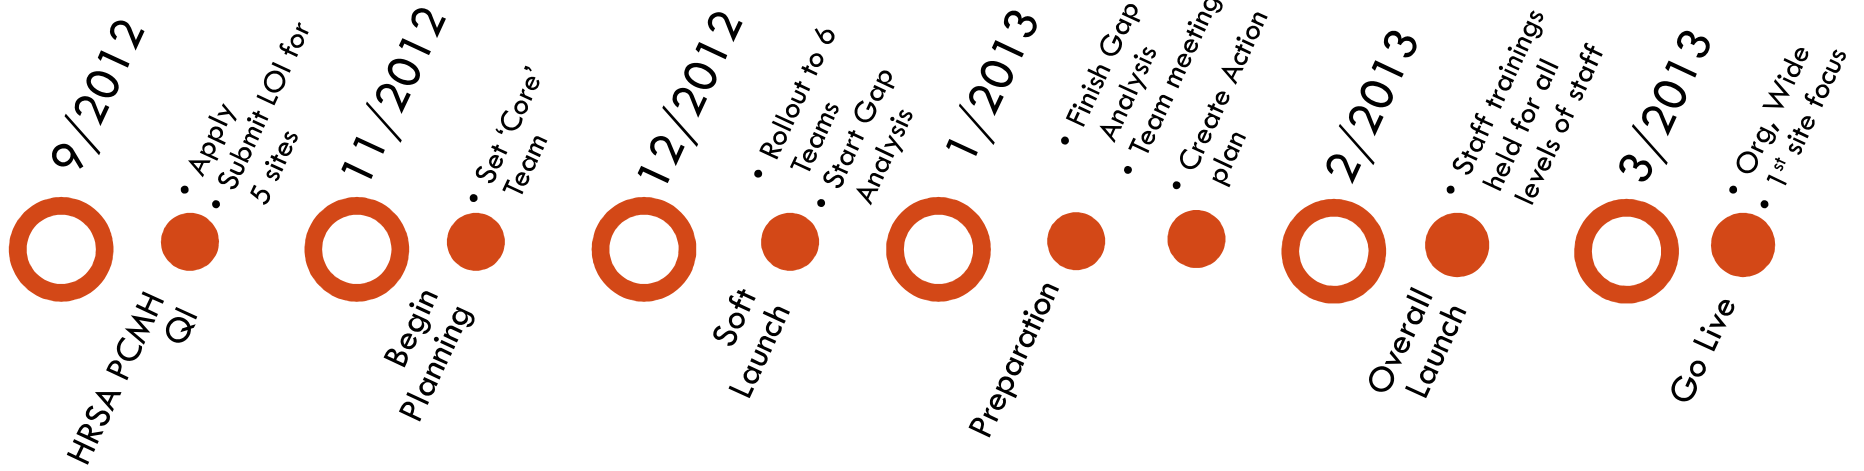 9/2012
• Apply
• Submit LOI for
5 sites
HRSA PCMH
QI
11/2012
• Set ‘Core’
Team
Begin
Planning
12/2012
• Rollout to 6
Teams
• Start Gap
Analysis
Soft
Launch
1/2013
• Finish Gap
Analysis
• Team meeting
• Create Action
plan
Preparation
2/2013
• Staff trainings
held for all
levels of staff
Overall
Launch
3/2013
• Org, Wide
• 1st site focus
Go Live